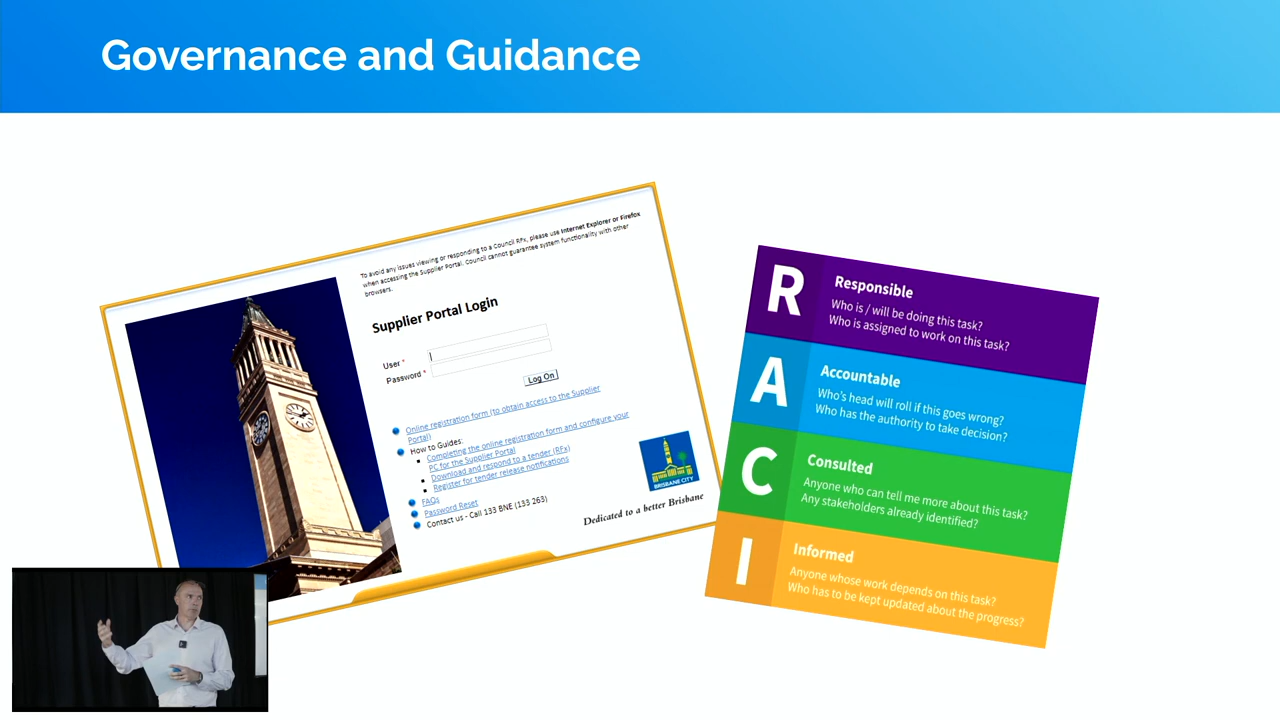 Governance and Guidance
To avoid any issues viewing or responding to a Council RFx, please use Internet Explorer or Firefox
when accessing the Supplier Portal. Council cannot guarantee system functionality with other
browsers.
Supplier Portal Login
User *
Password *
Log On
Online registration form (to obtain access to the Supplier
Portal)
How to Guides:
Completing the online registration form and configure your
PC for the Supplier Portal
Download and respond to a tender (RFx)
Register for tender release notifications
FAQs
Password Reset
Contact us - Call 133 BNE (133 263)
BRISBANE CITY
Dedicated to a better Brisbane
R
Responsible
Who is / will be doing this task?
Who is assigned to work on this task?
A
Accountable
Who's head will roll if this goes wrong?
Who has the authority to take decision?
C
Consulted
Anyone who can tell me more about this task?
Any stakeholders already identified?
I
Informed
Anyone whose work depends on this task?
Who has to be kept updated about the progress?